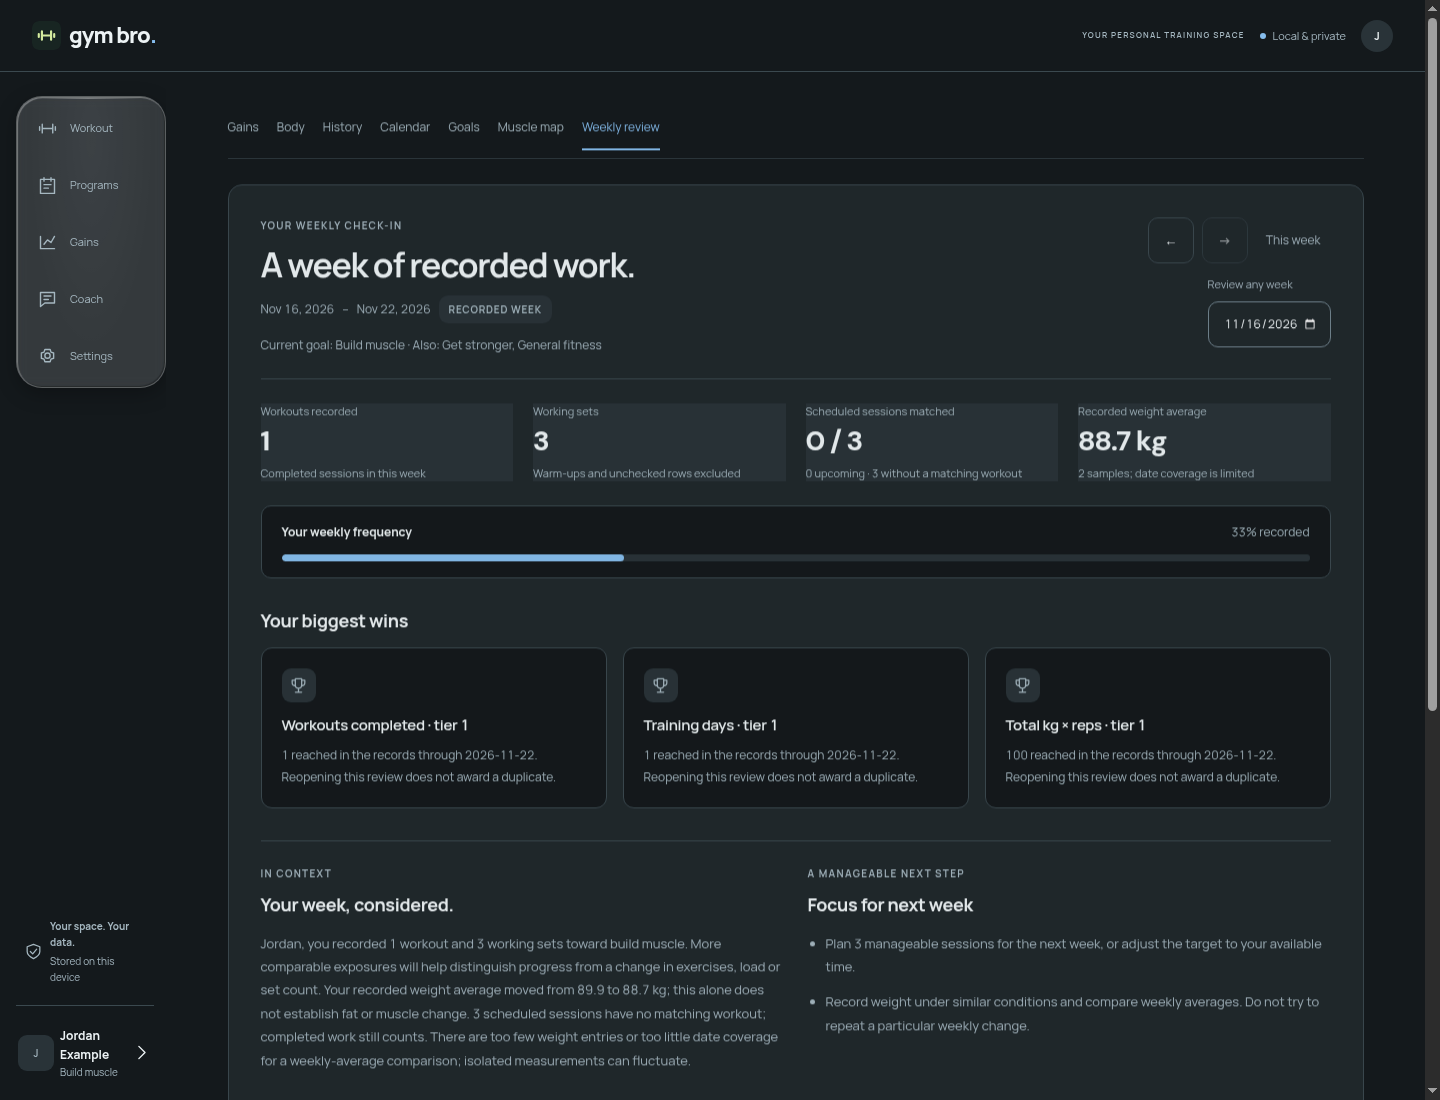 gym bro.
YOUR PERSONAL TRAINING SPACE
Local & private
J
Workout
Programs
Gains
Coach
Settings
Gains Body History Calendar Goals Muscle map Weekly review
YOUR WEEKLY CHECK-IN
A week of recorded work.
Nov 16, 2026 – Nov 22, 2026 RECORDED WEEK
Current goal: Build muscle · Also: Get stronger, General fitness
← → This week
Review any week
11/16/2026
Workouts recorded
1
Completed sessions in this week
Working sets
3
Warm-ups and unchecked rows excluded
Scheduled sessions matched
0 / 3
0 upcoming · 3 without a matching workout
Recorded weight average
88.7 kg
2 samples; date coverage is limited
Your weekly frequency
33% recorded
Your biggest wins
Workouts completed · tier 1
1 reached in the records through 2026-11-22.
Reopening this review does not award a duplicate.
Training days · tier 1
1 reached in the records through 2026-11-22.
Reopening this review does not award a duplicate.
Total kg × reps · tier 1
100 reached in the records through 2026-11-22.
Reopening this review does not award a duplicate.
IN CONTEXT
Your week, considered.
Jordan, you recorded 1 workout and 3 working sets toward build muscle. More
comparable exposures will help distinguish progress from a change in exercises, load or
set count. Your recorded weight average moved from 89.9 to 88.7 kg; this alone does
not establish fat or muscle change. 3 scheduled sessions have no matching workout;
completed work still counts. There are too few weight entries or too little date coverage
for a weekly-average comparison; isolated measurements can fluctuate.
A MANAGEABLE NEXT STEP
Focus for next week
• Plan 3 manageable sessions for the next week, or adjust the target to your available
time.
• Record weight under similar conditions and compare weekly averages. Do not try to
repeat a particular weekly change.
Your space. Your
data.
Stored on this
device
J
Jordan
Example
Build muscle